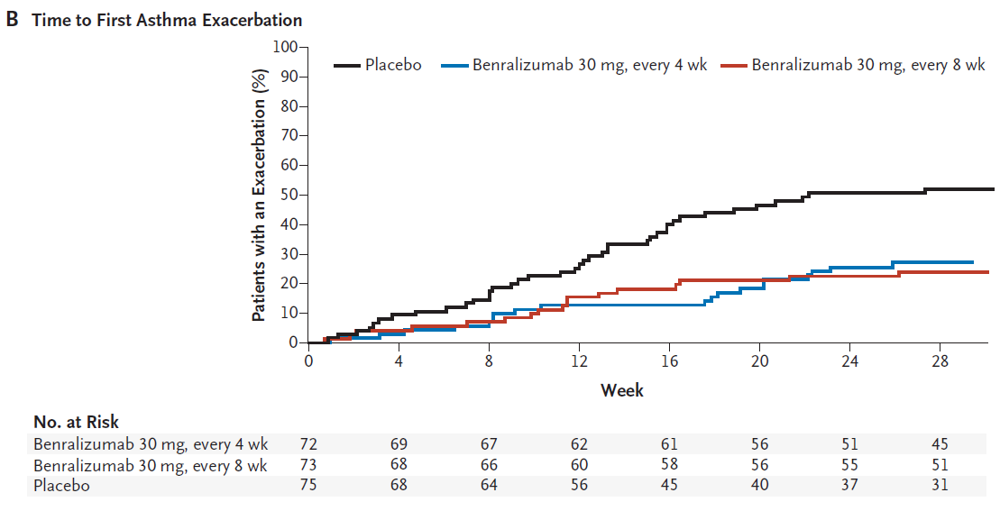 B Time to First Asthma Exacerbation
Patients with an Exacerbation (%)
100
90
80
70
60
50
40
30
20
10
0
Placebo Benralizumab 30 mg, every 4 wk Benralizumab 30 mg, every 8 wk
0 4 8 12 16 20 24 28
Week
No. at Risk
Benralizumab 30 mg, every 4 wk 72 69 67 62 61 56 51 45
Benralizumab 30 mg, every 8 wk 73 68 66 60 58 56 55 51
Placebo 75 68 64 56 45 40 37 31